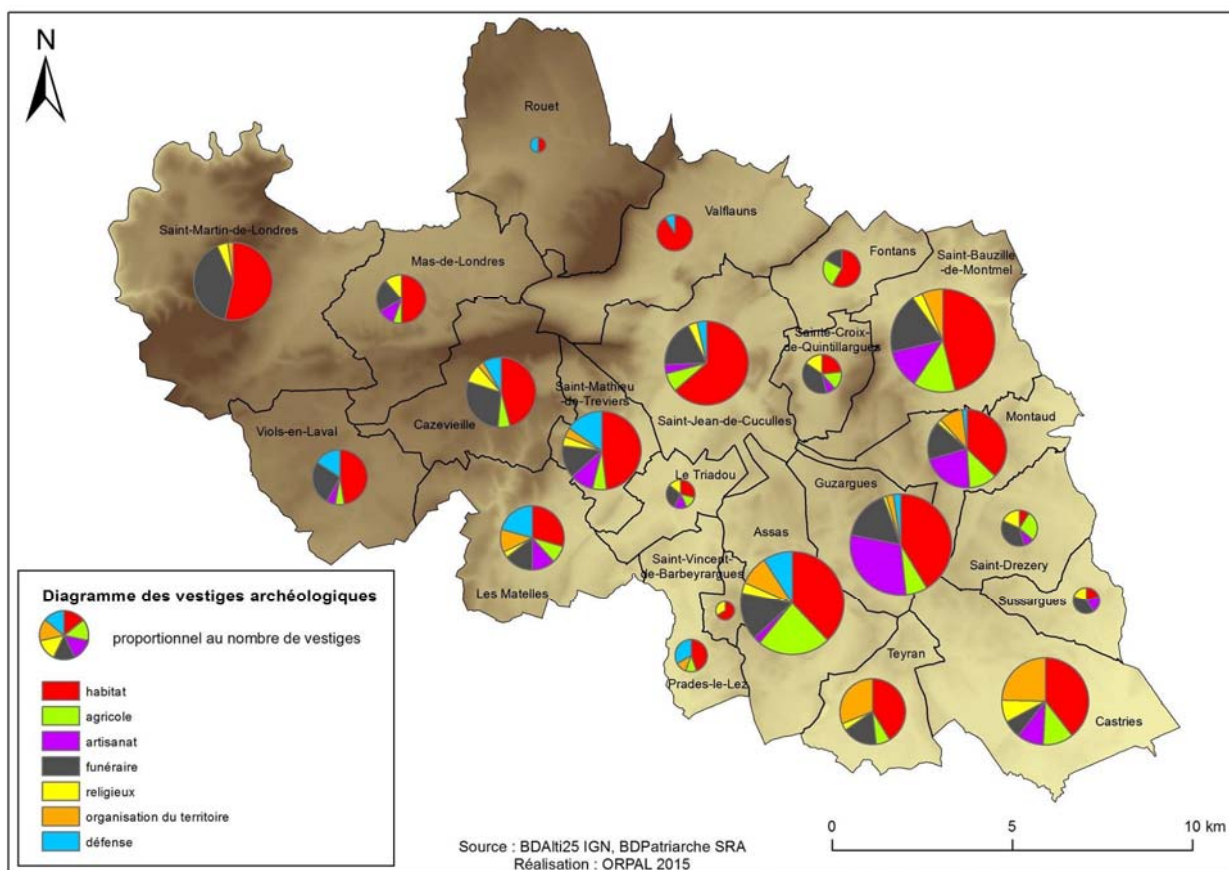 N
Rouet
Valflauns
Saint-Martin-de-Londres
Mas-de-Londres
Fontans
Saint-Bauzille
-de-Montmel
Sainte-Croix-
de-Quintillargues
Saint-Mathieu
-de-Treviers
Saint-Jean-de-Cuculles
Montaud
Cazevieille
Viols-en-Laval
Le Triadou
Guzargues
Assas
Saint-Drezery
Saint-Vincent-
de-Barbeyrargues
Les Matelles
Sussargues
Teyran
Prades-le-Lez
Castries
Diagramme des vestiges archéologiques
proportionnel au nombre de vestiges
habitat
agricole
artisanat
funéraire
religieux
organisation du territoire
défense
0 5 10 km
Source : BDAlti25 IGN, BDPatriarche SRA
Réalisation : ORPAL 2015